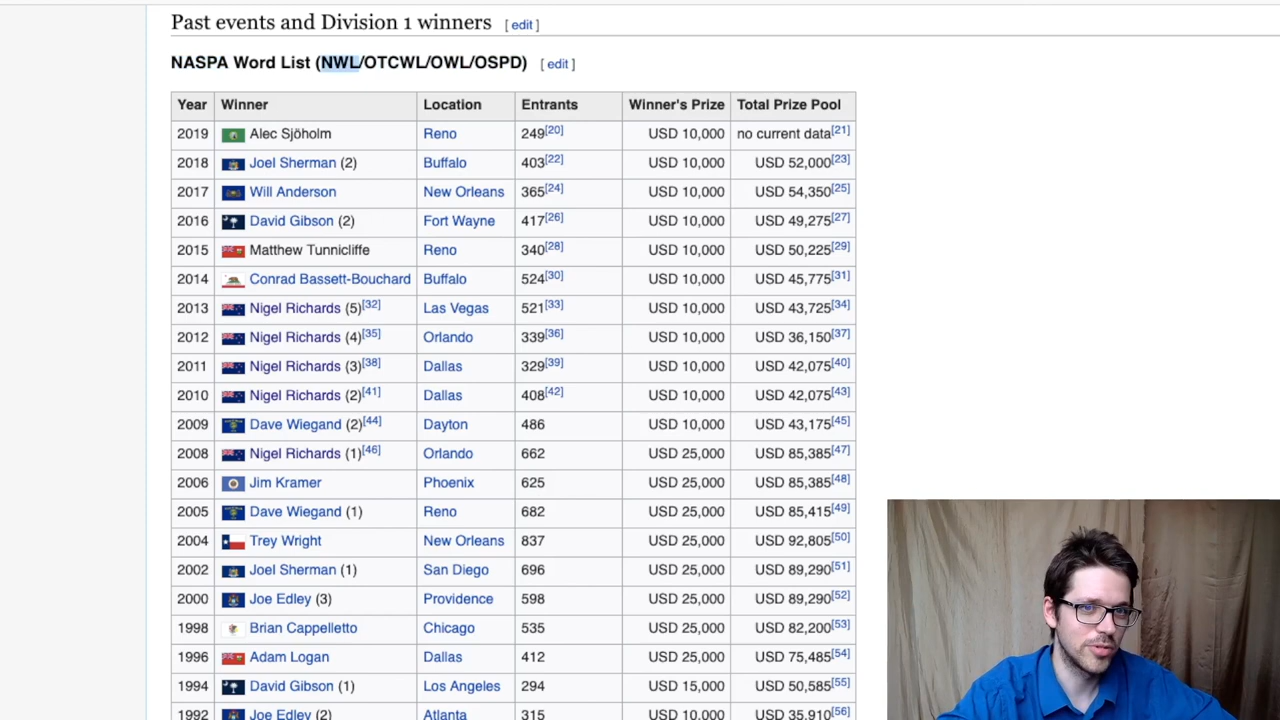 Past events and Division 1 winners [ edit ]
NASPA Word List (NWL/OTCWL/OWL/OSPD) [ edit ]
Year Winner Location Entrants Winner's Prize Total Prize Pool
2019 Alec Sjöholm Reno 249[20] USD 10,000 no current data[21]
2018 Joel Sherman (2) Buffalo 403[22] USD 10,000 USD 52,000[23]
2017 Will Anderson New Orleans 365[24] USD 10,000 USD 54,350[25]
2016 David Gibson (2) Fort Wayne 417[26] USD 10,000 USD 49,275[27]
2015 Matthew Tunnicliffe Reno 340[28] USD 10,000 USD 50,225[29]
2014 Conrad Bassett-Bouchard Buffalo 524[30] USD 10,000 USD 45,775[31]
2013 Nigel Richards (5)[32] Las Vegas 521[33] USD 10,000 USD 43,725[34]
2012 Nigel Richards (4)[35] Orlando 339[36] USD 10,000 USD 36,150[37]
2011 Nigel Richards (3)[38] Dallas 329[39] USD 10,000 USD 42,075[40]
2010 Nigel Richards (2)[41] Dallas 408[42] USD 10,000 USD 42,075[43]
2009 Dave Wiegand (2)[44] Dayton 486 USD 10,000 USD 43,175[45]
2008 Nigel Richards (1)[46] Orlando 662 USD 25,000 USD 85,385[47]
2006 Jim Kramer Phoenix 625 USD 25,000 USD 85,385[48]
2005 Dave Wiegand (1) Reno 682 USD 25,000 USD 85,415[49]
2004 Trey Wright New Orleans 837 USD 25,000 USD 92,805[50]
2002 Joel Sherman (1) San Diego 696 USD 25,000 USD 89,290[51]
2000 Joe Edley (3) Providence 598 USD 25,000 USD 89,290[52]
1998 Brian Cappelletto Chicago 535 USD 25,000 USD 82,200[53]
1996 Adam Logan Dallas 412 USD 25,000 USD 75,485[54]
1994 David Gibson (1) Los Angeles 294 USD 15,000 USD 50,585[55]
1992 Joe Edley (2) Atlanta 315 USD 10,000 USD 35,910[56]